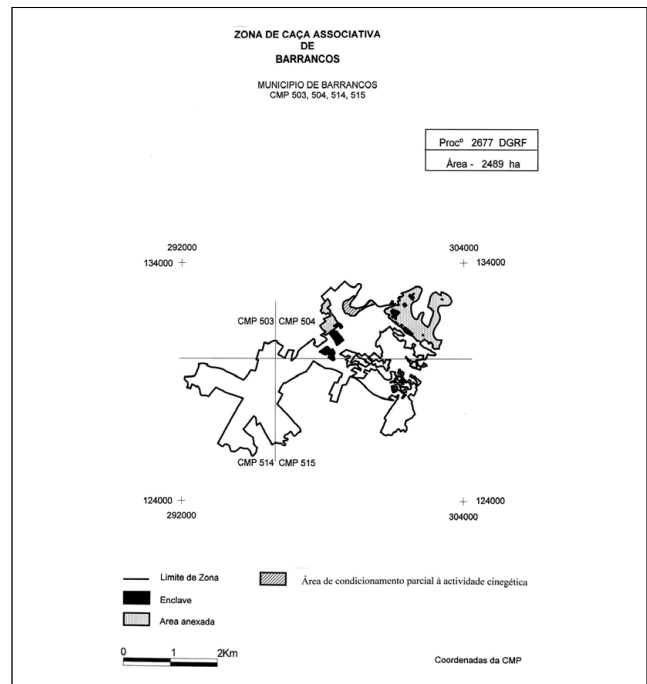 ZONA DE CAÇA ASSOCIATIVA
DE
BARRANCOS
MUNICIPIO DE BARRANCOS
CMP 503, 504, 514, 515
Procº 2677 DGRF
Área - 2489 ha
292000
304000
134000
134000
CMP 503
CMP 504
CMP 514
CMP 515
124000
124000
292000
304000
Limite de Zona
Área de condicionamento parcial à actividade cinegética
Enclave
Area anexada
0 1 2Km
Coordenadas da CMP